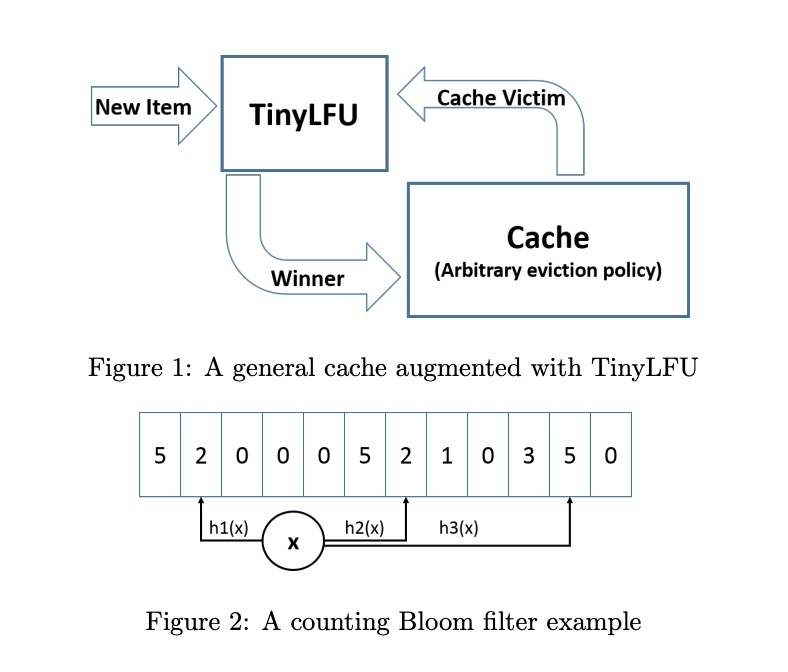 New Item
TinyLFU
Cache Victim
Cache
(Arbitrary eviction policy)
Winner
Figure 1: A general cache augmented with TinyLFU
5 2 0 0 0 5 2 1 0 3 5 0
h1(x) h2(x) h3(x)
x
Figure 2: A counting Bloom filter example